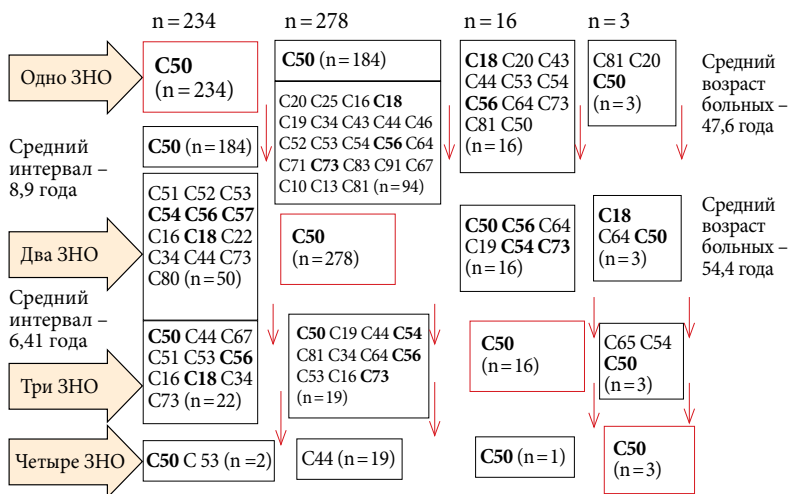 n=234
n=278
n=16
n=3
Одно ЗНО
C50
(n=234)
C50 (n=184)
C20 C25 C16 C18
C19 C34 C43 C44 C46
C52 C53 C54 C56 C64
C71 C73 C83 C91 C67
C10 C13 C81 (n=94)
C18 C20 C43
C44 C53 C54
C56 C64 C73
C81 C50
(n=16)
C81 C20
C50
(n=3)
Средний
возраст
больных –
47,6 года
Средний
интервал –
8,9 года
C50 (n=184)
Два ЗНО
C51 C52 C53
C54 C56 C57
C16 C18 C22
C34 C44 C73
C80 (n=50)
C50
(n=278)
C50 C56 C64
C19 C54 C73
(n=16)
C18
C64 C50
(n=3)
Средний
возраст
больных –
54,4 года
Средний
интервал –
6,41 года
Три ЗНО
C50 C44 C67
C51 C53 C56
C16 C18 C34
C73 (n=22)
C50 C19 C44 C54
C81 C34 C64 C56
C53 C16 C73
(n=19)
C50
(n=16)
C65 C54
C50
(n=3)
Четыре ЗНО
C50 C 53 (n =2)
C44 (n=19)
C50 (n=1)
C50
(n=3)